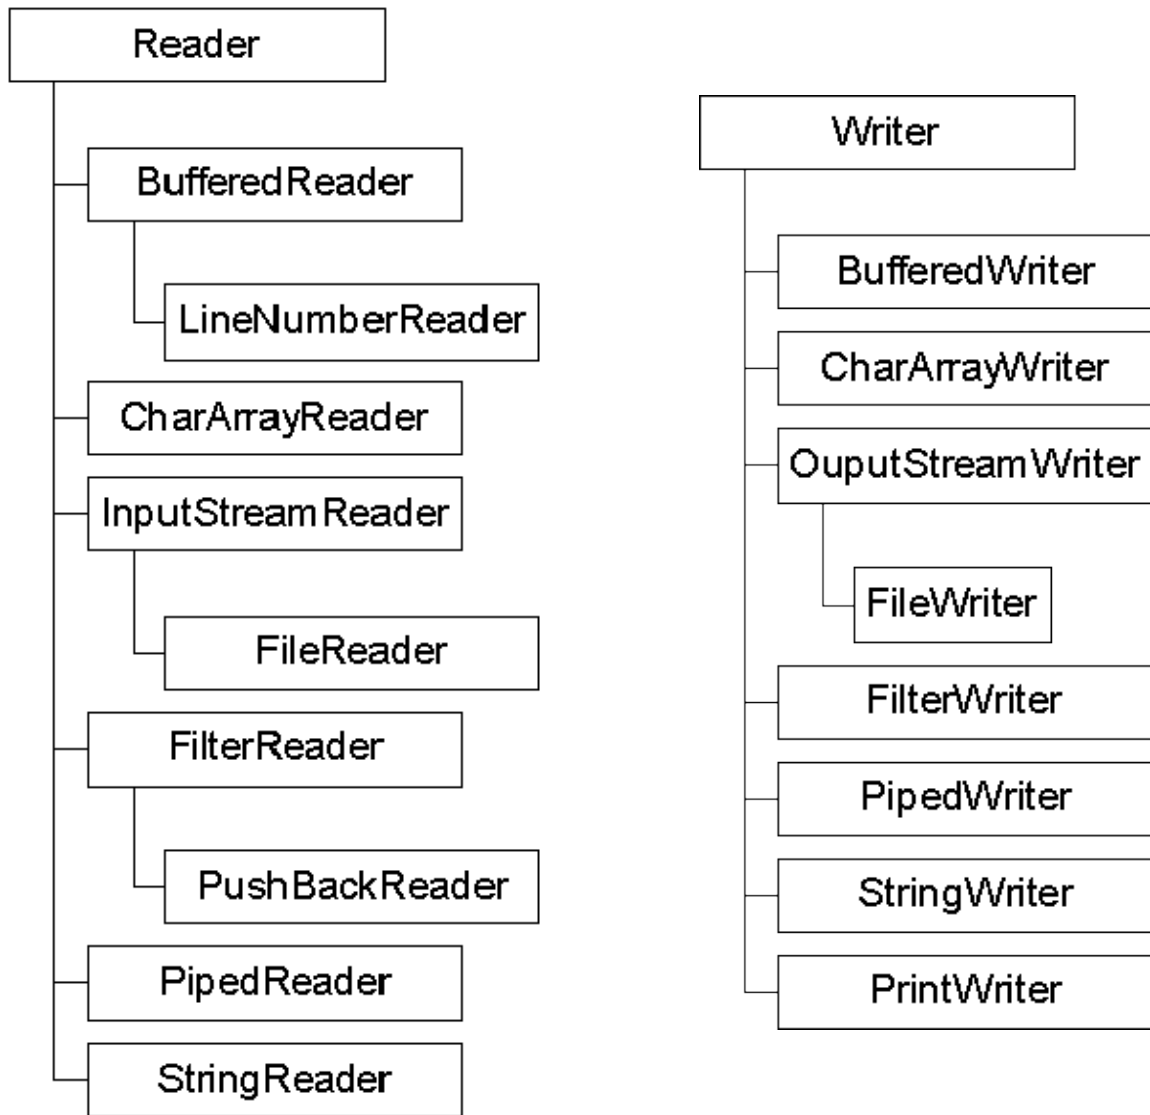 Reader
BufferedReader
LineNumberReader
CharArrayReader
InputStreamReader
FileReader
FilterReader
PushBackReader
PipedReader
StringReader
Writer
BufferedWriter
CharArrayWriter
OuputStreamWriter
FileWriter
FilterWriter
PipedWriter
StringWriter
PrintWriter